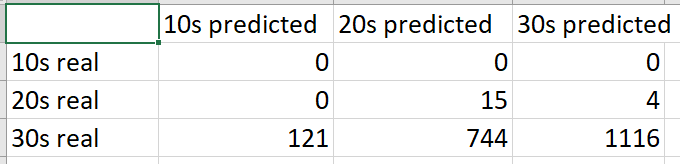 10s predicted 20s predicted 30s predicted
10s real 0 0 0
20s real 0 15 4
30s real 121 744 1116